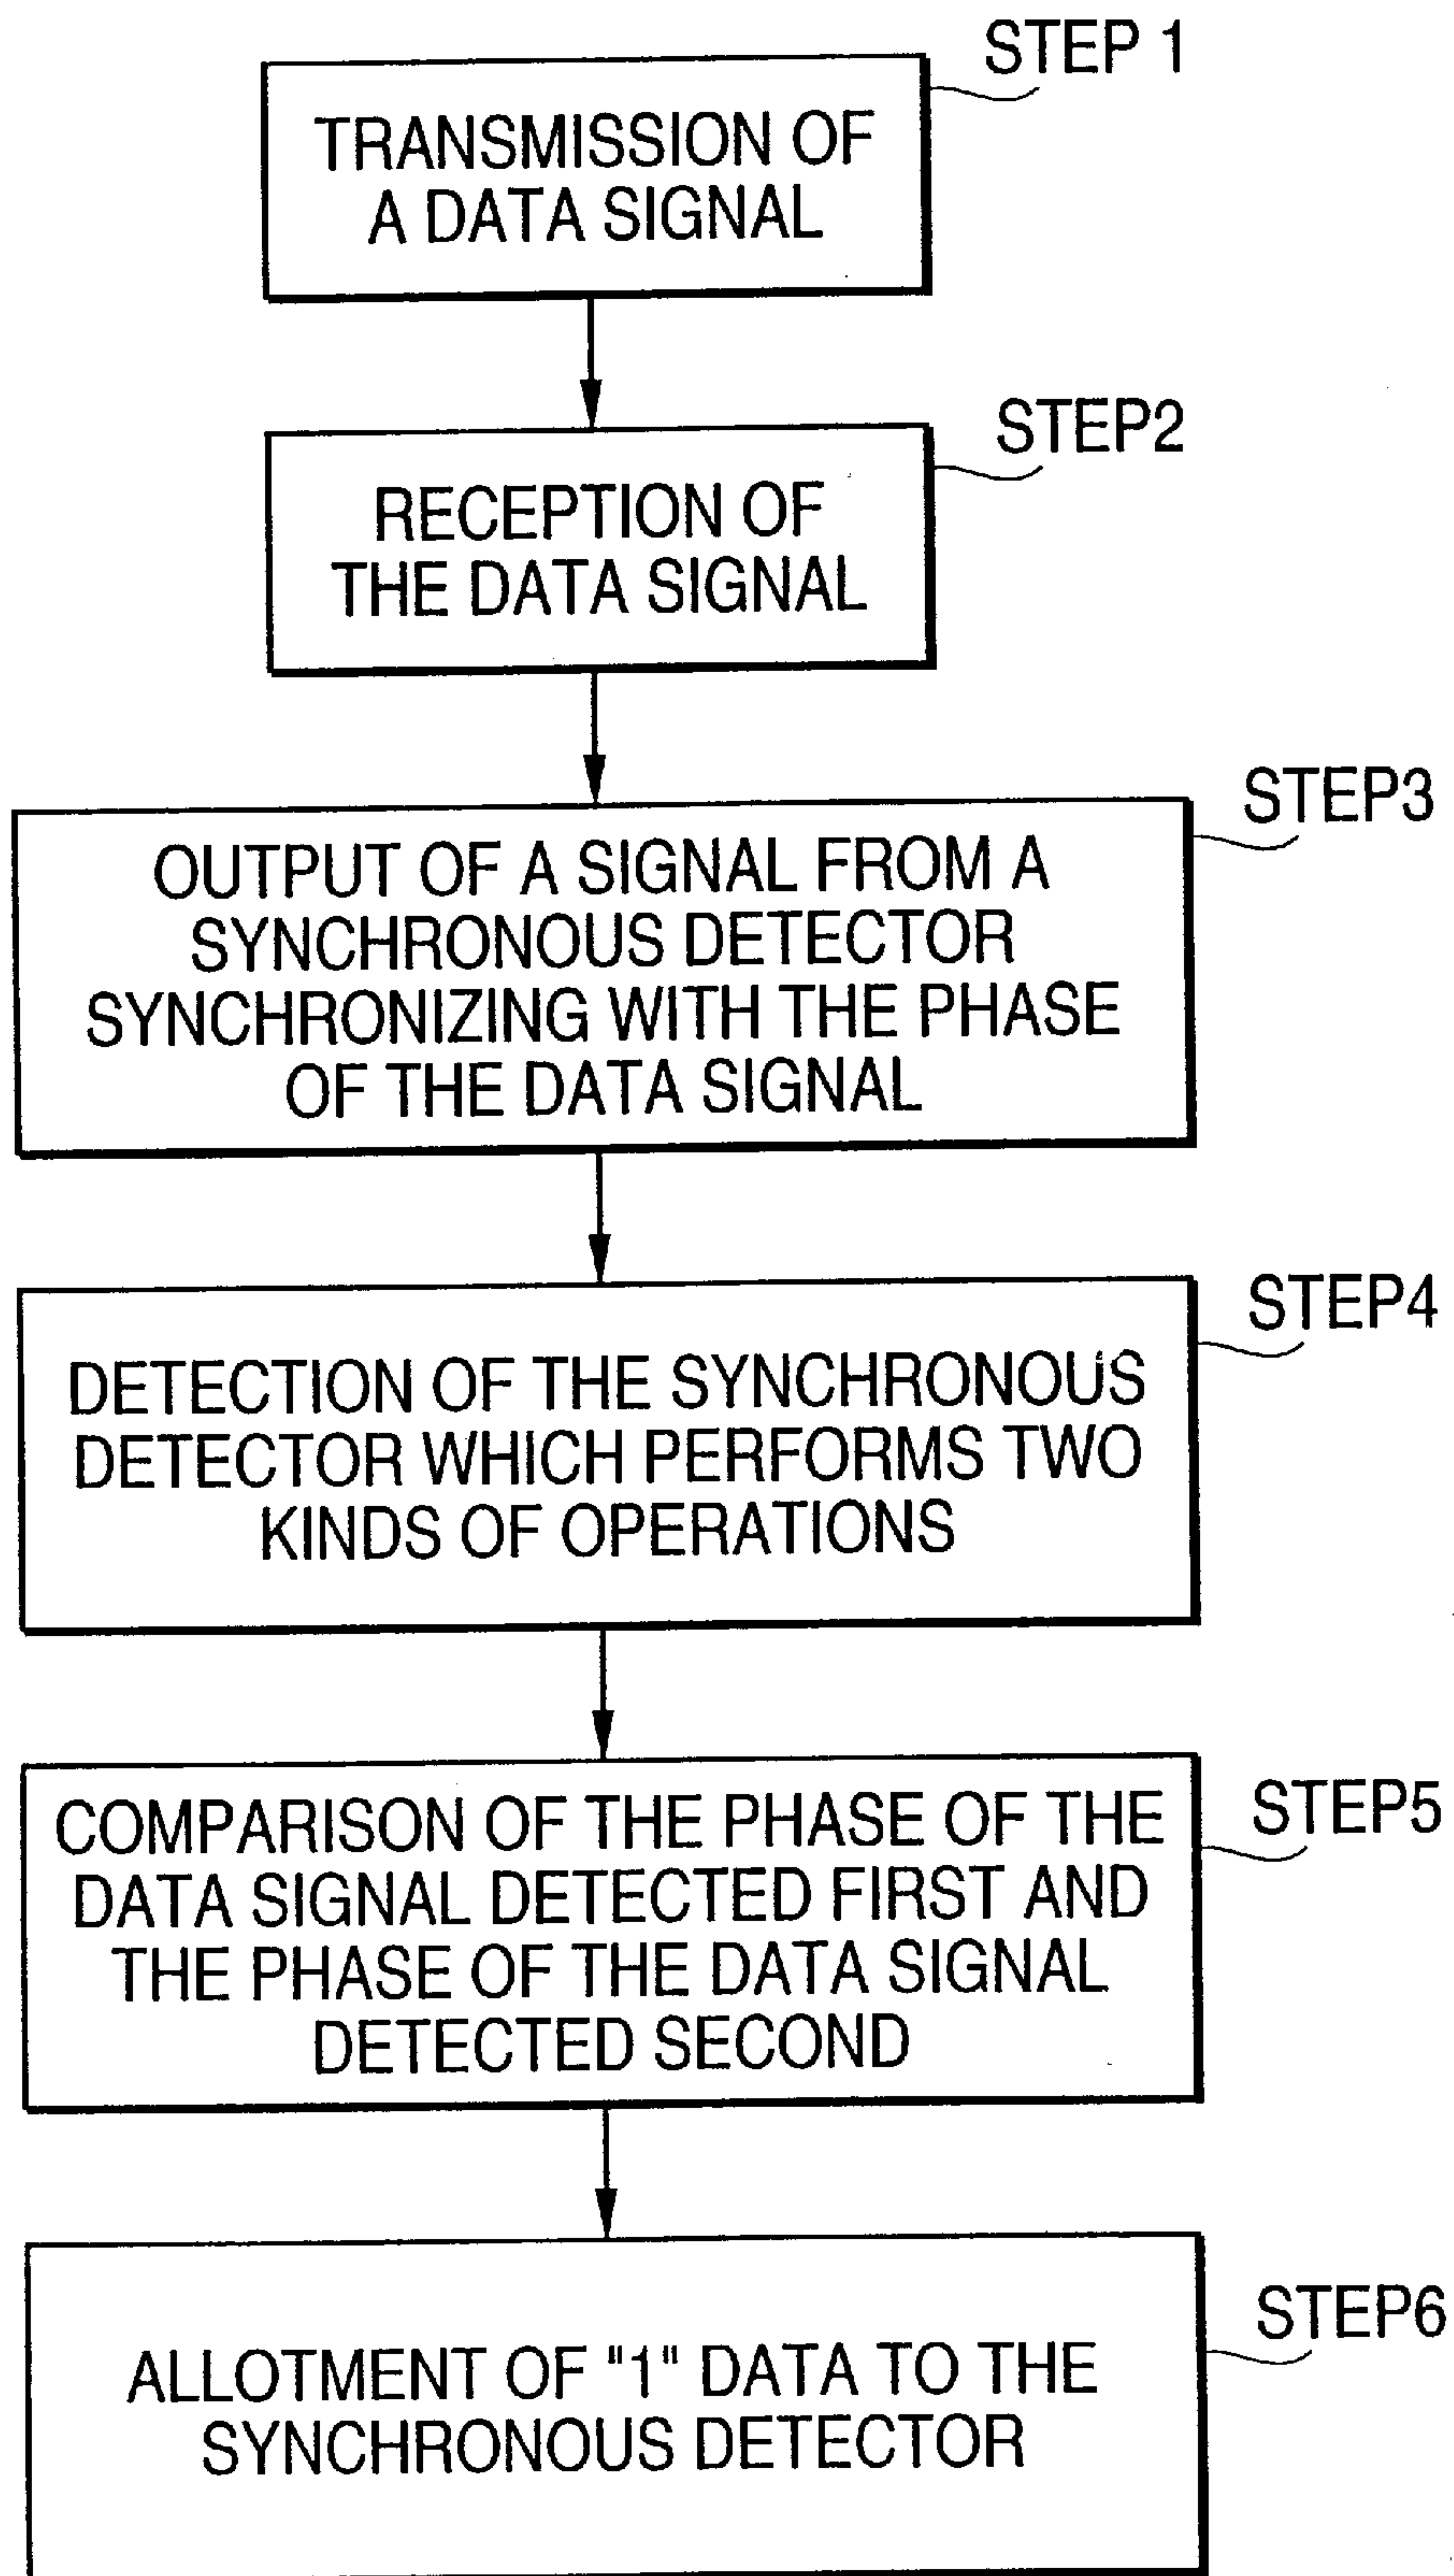 STEP 1
TRANSMISSION OF
A DATA SIGNAL
STEP2
RECEPTION OF
THE DATA SIGNAL
STEP3
OUTPUT OF A SIGNAL FROM A
SYNCHRONOUS DETECTOR
SYNCHRONIZING WITH THE PHASE
OF THE DATA SIGNAL
STEP4
DETECTION OF THE SYNCHRONOUS
DETECTOR WHICH PERFORMS TWO
KINDS OF OPERATIONS
STEP5
COMPARISON OF THE PHASE OF THE
DATA SIGNAL DETECTED FIRST AND
THE PHASE OF THE DATA SIGNAL
DETECTED SECOND
STEP6
ALLOTMENT OF "1" DATA TO THE
SYNCHRONOUS DETECTOR